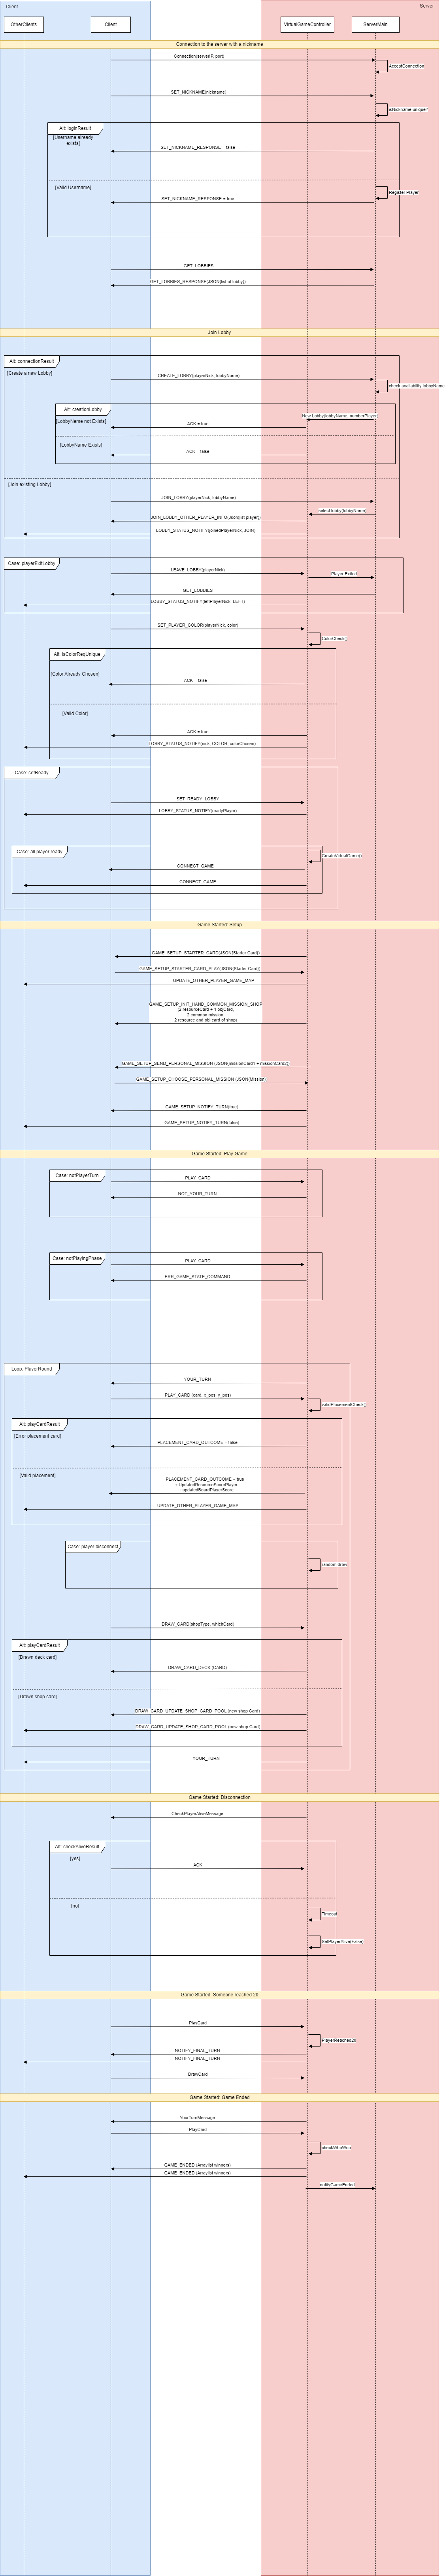 Client
Server
OtherClients
Client
VirtualGameController
ServerMain
Connection to the server with a nickname
Connection(serverIP, port)
AcceptConnection
SET_NICKNAME(nickname)
isNickname unique?
Alt: loginResult
[Username already
exists]
SET_NICKNAME_RESPONSE = false
[Valid Username]
Register Player
SET_NICKNAME_RESPONSE = true
GET_LOBBIES
GET_LOBBIES_RESPONSE(JSON(list of lobby))
Join Lobby
Alt: connectionResult
[Create a new Lobby]
CREATE_LOBBY(playerNick, lobbyName)
check availability lobbyName
Alt: creationLobby
New Lobby(lobbyName, numberPlayer)
[LobbyName not Exists]
ACK = true
[LobbyName Exists]
ACK = false
[Join existing Lobby]
JOIN_LOBBY(playerNick, lobbyName)
select lobby(lobbyName)
JOIN_LOBBY_OTHER_PLAYER_INFO(Json(list player))
LOBBY_STATUS_NOTIFY(joinedPlayerNick, JOIN)
Case: playerExitLobby
LEAVE_LOBBY(playerNick)
Player Exited
GET_LOBBIES
LOBBY_STATUS_NOTIFY(leftPlayerNick, LEFT)
SET_PLAYER_COLOR(playerNick, color)
ColorCheck()
Alt: isColorReqUnique
[Color Already Chosen]
ACK = false
[Valid Color]
ACK = true
LOBBY_STATUS_NOTIFY(nick, COLOR, colorChosen)
Case: setReady
SET_READY_LOBBY
LOBBY_STATUS_NOTIFY(readyPlayer)
Case: all player ready
CreateVirtualGame()
CONNECT_GAME
CONNECT_GAME
Game Started: Setup
GAME_SETUP_STARTER_CARD(JSON(Starter Card))
GAME_SETUP_STARTER_CARD_PLAY(JSON(Starter Card))
UPDATE_OTHER_PLAYER_GAME_MAP
GAME_SETUP_INIT_HAND_COMMON_MISSION_SHOP
(2 resourceCard + 1 objCard.
2 common mission.
2 resource and obj card of shop)
GAME_SETUP_SEND_PERSONAL_MISSION (JSON(missionCard1 + missionCard2))
GAME_SETUP_CHOOSE_PERSONAL_MISSION (JSON(Mission))
GAME_SETUP_NOTIFY_TURN(true)
GAME_SETUP_NOTIFY_TURN(false)
Game Started: Play Game
Case: notPlayerTurn
PLAY_CARD
NOT_YOUR_TURN
Case: notPlayingPhase
PLAY_CARD
ERR_GAME_STATE_COMMAND
Loop: PlayerRound
YOUR_TURN
PLAY_CARD (card, x_pos, y_pos)
validPlacementCheck()
Alt: playCardResult
[Error placement card]
PLACEMENT_CARD_OUTCOME = false
[Valid placement]
PLACEMENT_CARD_OUTCOME = true
+ UpdatedResourceScorePlayer
+ updatedBoardPlayerScore
UPDATE_OTHER_PLAYER_GAME_MAP
Case: player disconnect
random draw
DRAW_CARD(shopType, whichCard)
Alt: playCardResult
[Drawn deck card]
DRAW_CARD_DECK (CARD)
[Drawn shop card]
DRAW_CARD_UPDATE_SHOP_CARD_POOL (new shop Card)
DRAW_CARD_UPDATE_SHOP_CARD_POOL (new shop Card)
YOUR_TURN
Game Started: Disconnection
CheckPlayerAliveMessage
Alt: checkAliveResult
[yes]
ACK
[no]
Timeout
SetPlayerAlive(False)
Game Started: Someone reached 20
PlayCard
PlayerReached20
NOTIFY_FINAL_TURN
NOTIFY_FINAL_TURN
DrawCard
Game Started: Game Ended
YourTurnMessage
PlayCard
checkWhoWon
GAME_ENDED (Arraylist winners)
GAME_ENDED (Arraylist winners)
notifyGameEnded